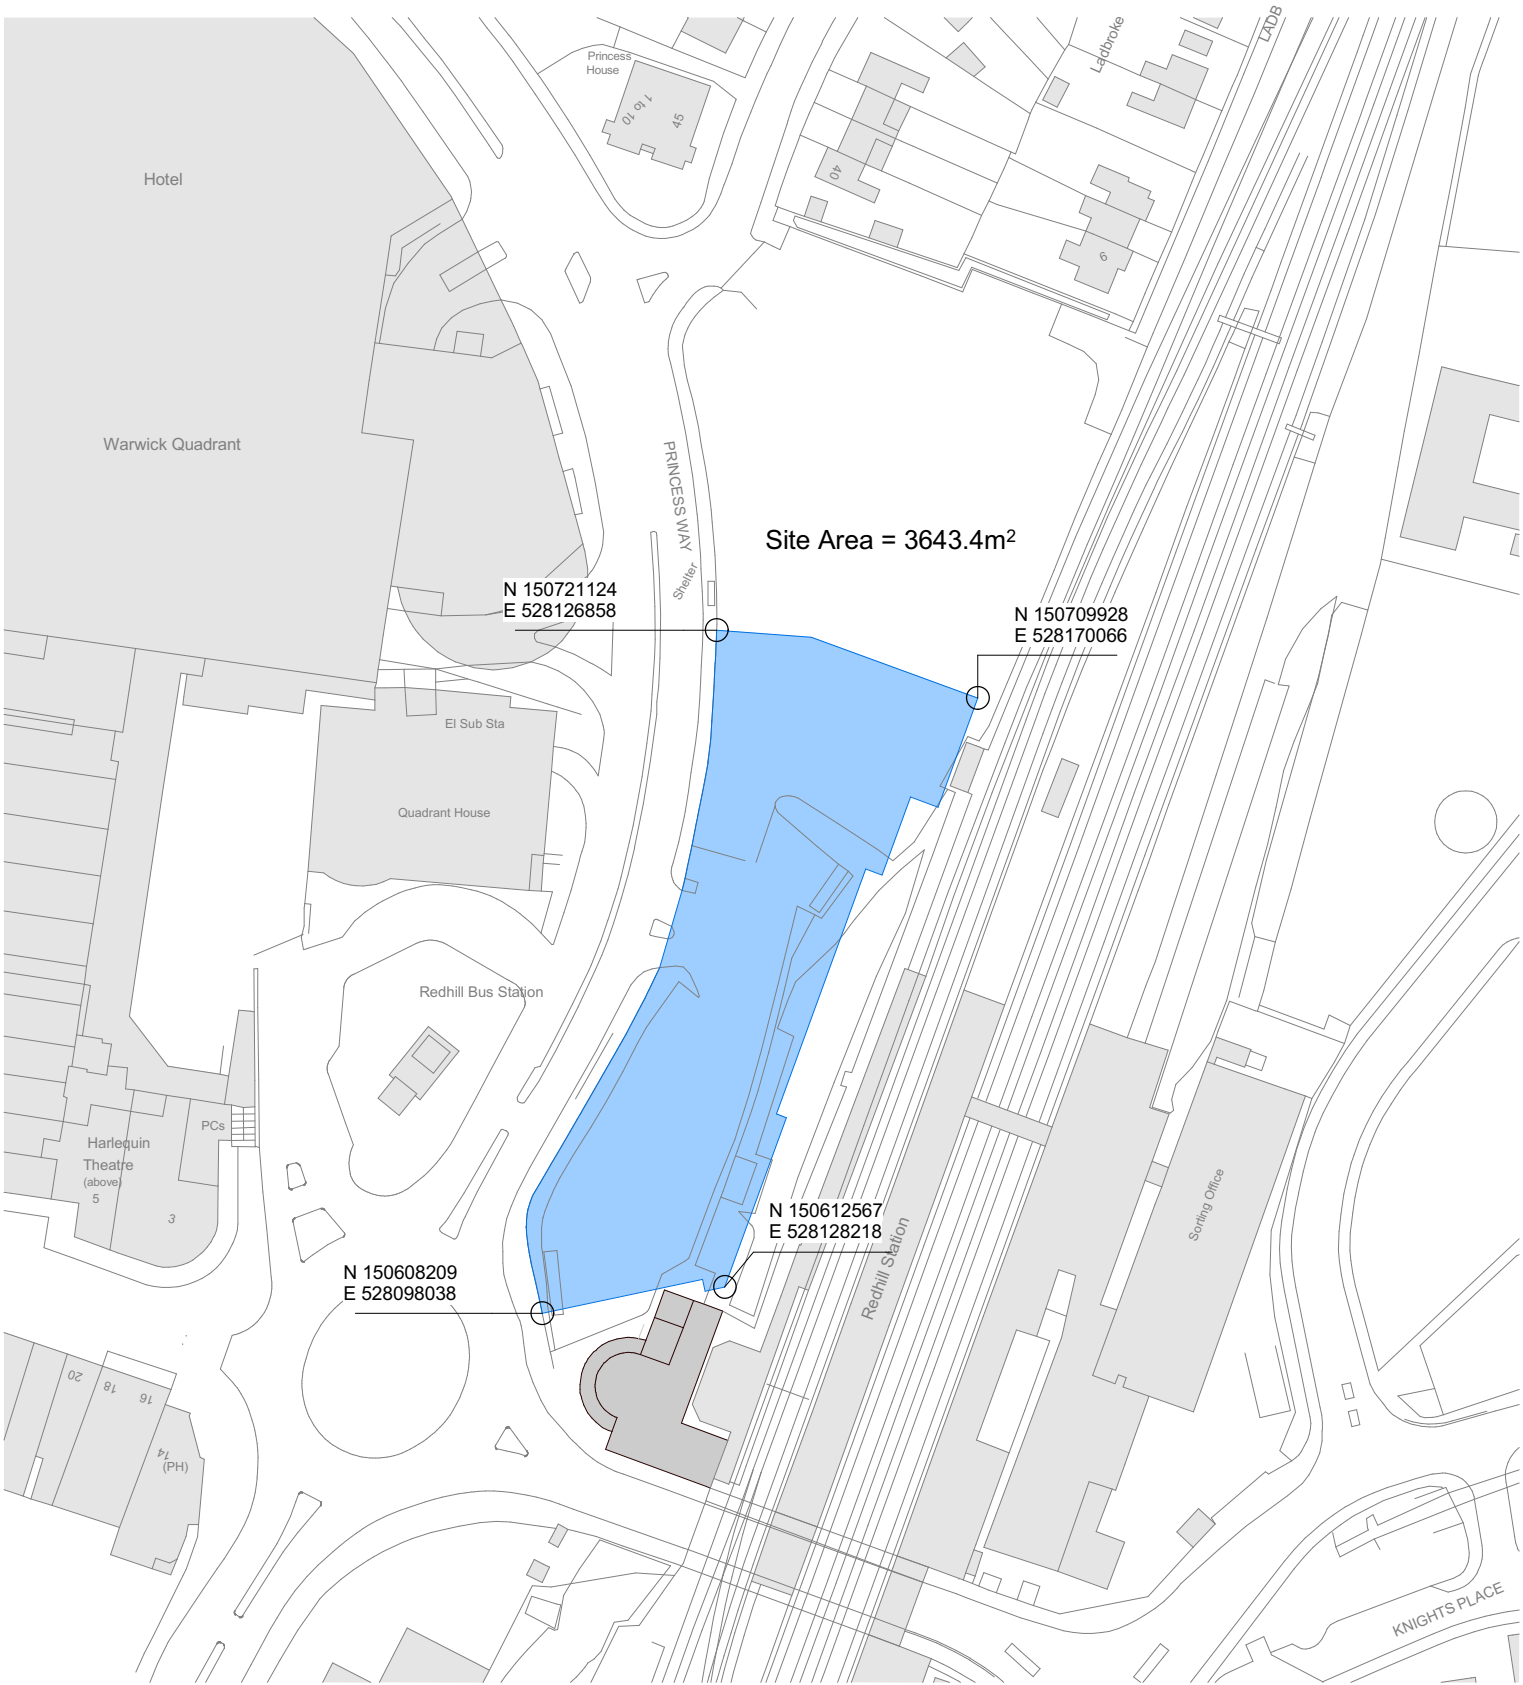 LADB
Ladbroke
Princess
House
1 to 10
45
Hotel
40
9
Warwick Quadrant
PRINCESS WAY
Site Area = 3643.4m²
Shelter
N 150721124
E 528126858
N 150709928
E 528170066
El Sub Sta
Quadrant House
Redhill Bus Station
PCs
Harlequin
Theatre
(above)
5
3
Sorting Office
N 150612567
E 528128218
Redhill Station
N 150608209
E 528098038
20
18
16
14
(PH)
KNIGHTS PLACE